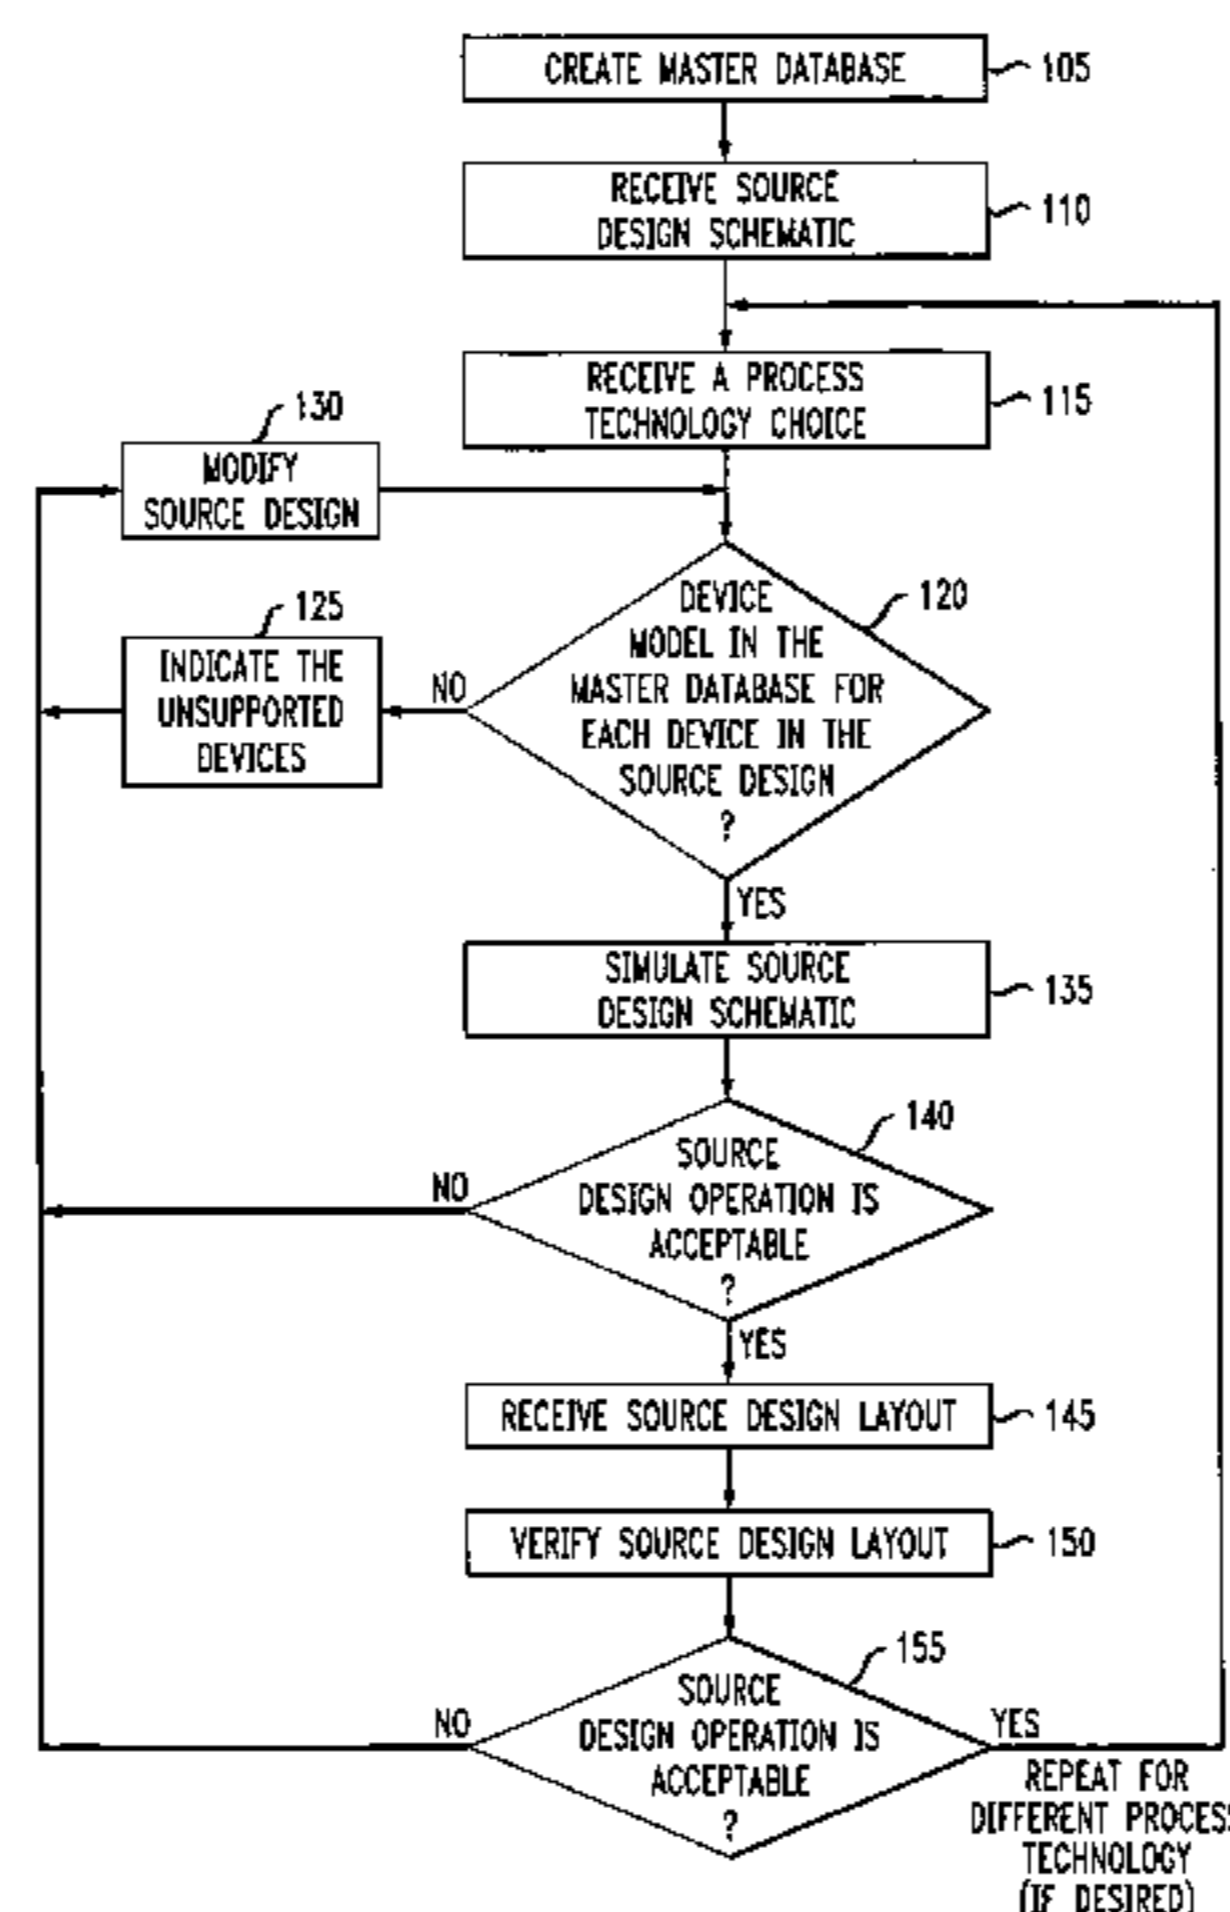 CREATE MASTER DATABASE
105
RECEIVE SOURCE
DESIGN SCHEMATIC
110
RECEIVE A PROCESS
TECHNOLOGY CHOICE
115
130
MODIFY
SOURCE DESIGN
125
INDICATE THE
UNSUPPORTED
DEVICES
NO
120
DEVICE
MODEL IN THE
MASTER DATABASE FOR
EACH DEVICE IN THE
SOURCE DESIGN
?
YES
SIMULATE SOURCE
DESIGN SCHEMATIC
135
140
SOURCE
DESIGN OPERATION IS
ACCEPTABLE
?
NO
YES
RECEIVE SOURCE DESIGN LAYOUT
145
VERIFY SOURCE DESIGN LAYOUT
150
155
SOURCE
DESIGN OPERATION IS
ACCEPTABLE
?
NO
YES
REPEAT FOR
DIFFERENT PROCESS
TECHNOLOGY
(IF DESIRED)